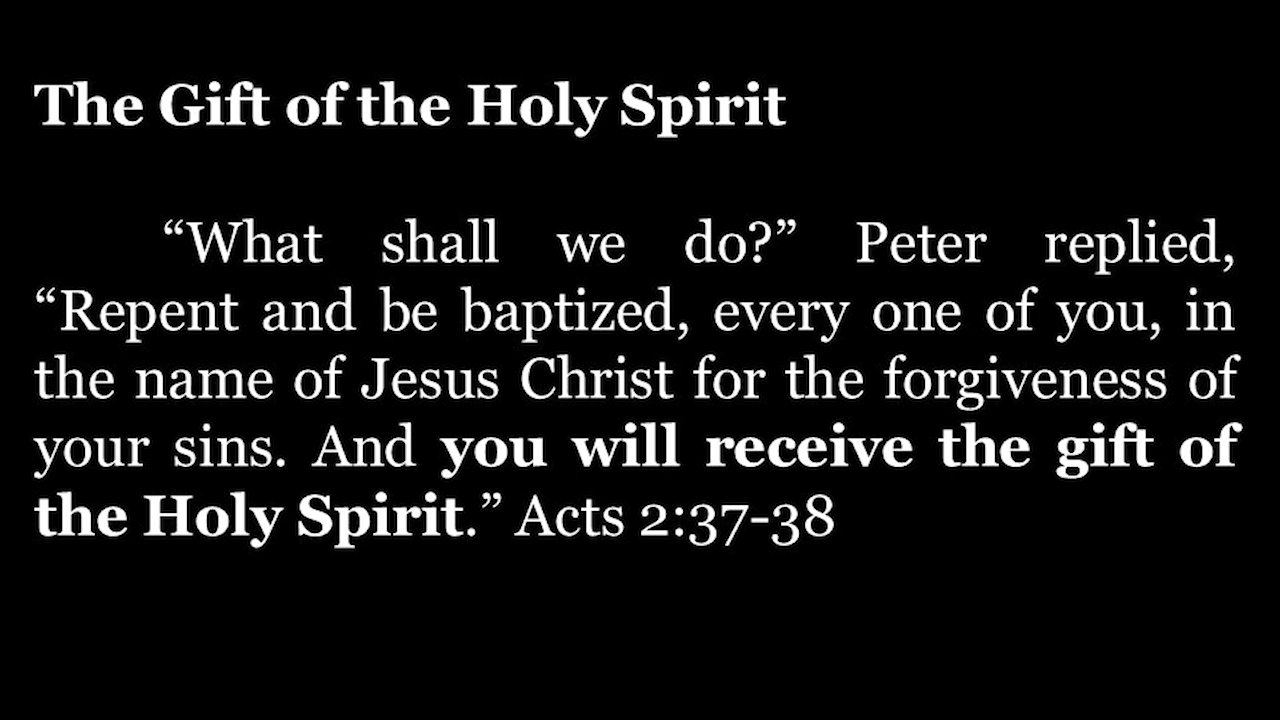 The Gift of the Holy Spirit
“What shall we do?” Peter replied,
“Repent and be baptized, every one of you, in
the name of Jesus Christ for the forgiveness of
your sins. And you will receive the gift of
the Holy Spirit.” Acts 2:37-38